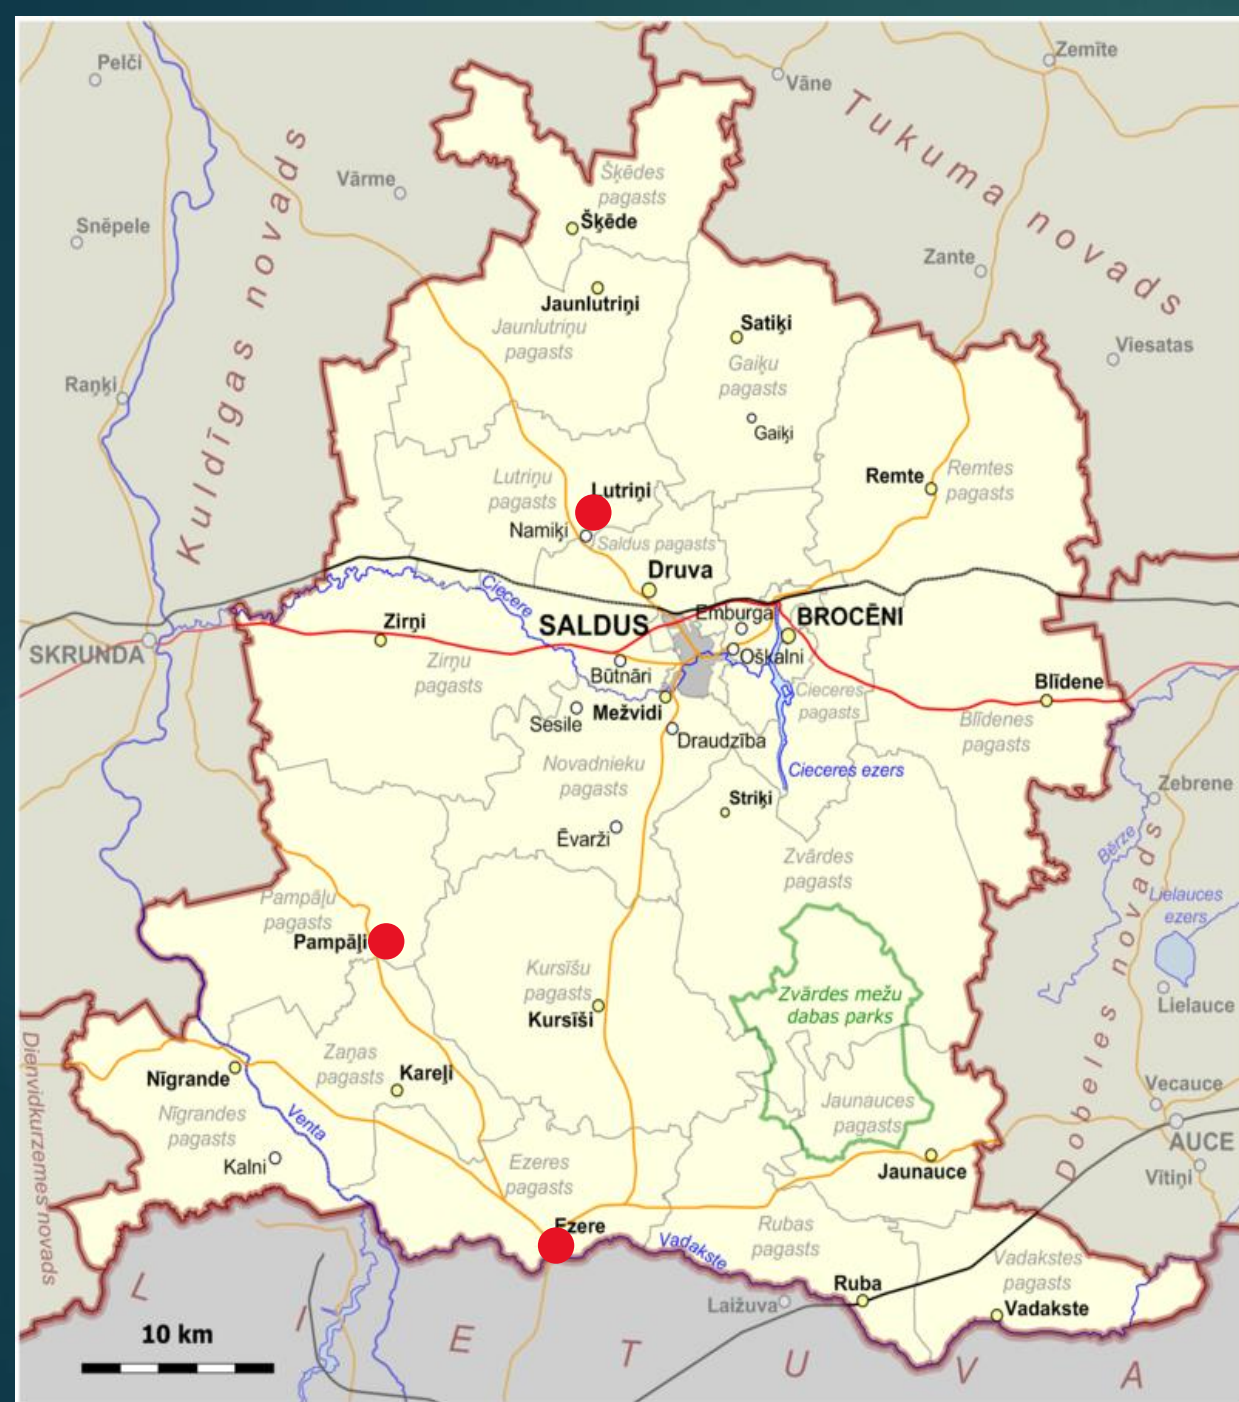 Pelči
Zemīte
Vāne
Tukuma novads
Vārme
Šķēdes
pagasts
Šķēde
Snēpele
Kuldīgas novads
Zante
Jaunlutriņi
Jaunlutriņu
pagasts
Satiķi
Gaiķu
pagasts
Viesatas
Raņķi
Gaiķi
Lutriņu
pagasts
Lutriņi
Remte
Remtes
pagasts
Namiķi
Saldus pagasts
Druva
Ciecere
Zirņi
SALDUS
Emburga
BROCĒNI
SKRUNDA
Zirņu
pagasts
Būtnāri
Oškalni
Cieceres
pagasts
Blīdene
Blīdenes
pagasts
Sesile
Mežvidi
Draudzība
Novadnieku
pagasts
Cieceres ezers
Zebrene
Striķi
Ēvarži
Bērze
Zvārdes
pagasts
Pampāļu
pagasts
Pampāļi
Lielauces
ezers
Kursīšu
pagasts
Kursīši
Zvārdes mežu
dabas parks
Lielauce
Dobeles novads
Dienvidkurzemes novads
Nīgrande
Zaņas
pagasts
Kareļi
Nīgrandes
pagasts
Venta
Kalni
Jaunauces
pagasts
Vecauce
AUCE
Vītiņi
Jaunauce
Ezeres
pagasts
Ezere
Vadakste
Rubas
pagasts
Ruba
Vadakstes
pagasts
Vadakste
Laižuva
10 km
LIETUVA